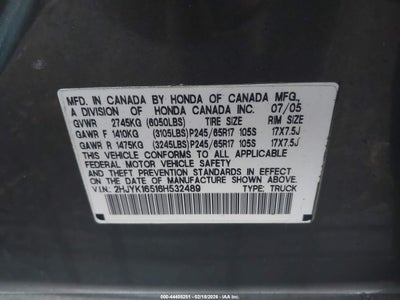 MFD. IN CANADA BY HONDA OF CANADA MFG.,
A DIVISION OF HONDA CANADA INC. 07/05
GVWR 2745KG (6050LBS) TIRE SIZE RIM SIZE
GAWR F 1410KG (3105LBS) P245/65R17 105S 17X7.5J
GAWR R 1475KG (3245LBS) P245/65R17 105S 17X7.5J
THIS VEHICLE CONFORMS TO ALL APPLICABLE
FEDERAL MOTOR VEHICLE SAFETY AND
THEFT PREVENTION STANDARDS IN EFFECT ON
THE DATE OF MANUFACTURE SHOWN ABOVE.
V.I.N: 2HJYK16516H532489 TYPE: TRUCK
000-44405251 - 02/18/2026 -